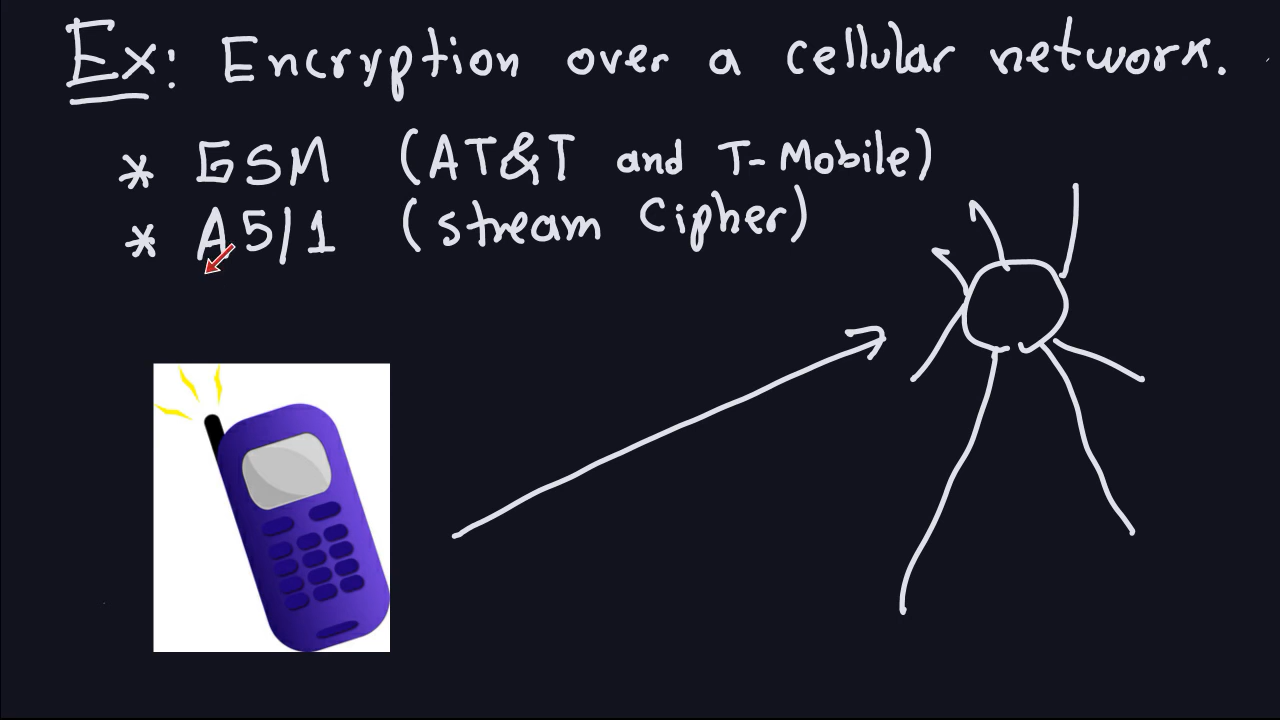 Ex: Encryption over a cellular network.
* GSM (AT&T and T-Mobile)
* A5/1 (stream Cipher)